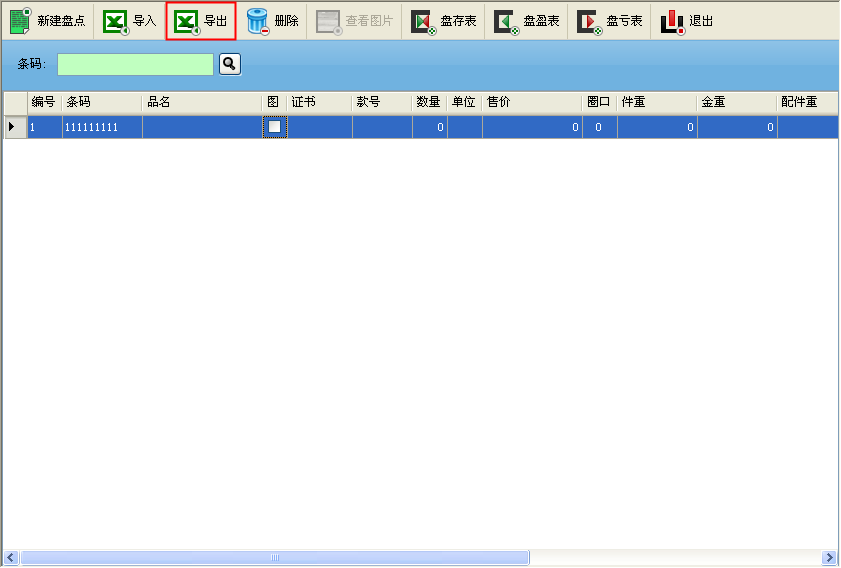 新建盘点 导入 导出 删除 查看图片 盘存表 盘盈表 盘亏表 退出
条码:
编号 条码 品名 图 证书 款号 数量 单位 售价 圈口 件重 金重 配件重
1 111111111 0 0 0 0 0